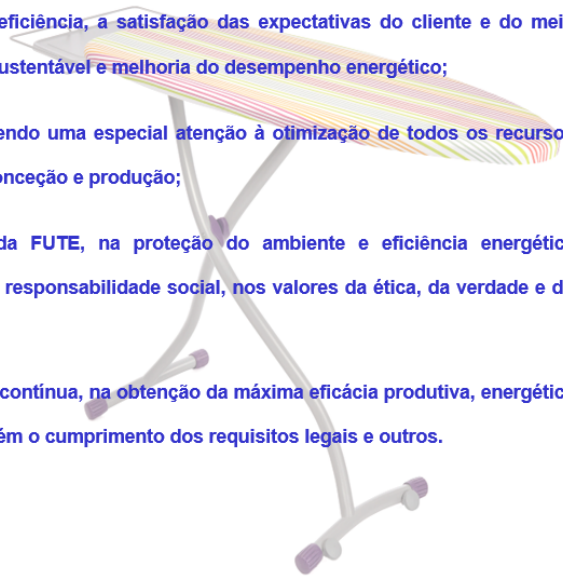 eficiência, a satisfação das expectativas do cliente e do mei
ustentável e melhoria do desempenho energético;
endo uma especial atenção à otimização de todos os recurso
onceção e produção;
da FUTE, na proteção do ambiente e eficiência energétic
responsabilidade social, nos valores da ética, da verdade e d
contínua, na obtenção da máxima eficácia produtiva, energétic
ém o cumprimento dos requisitos legais e outros.